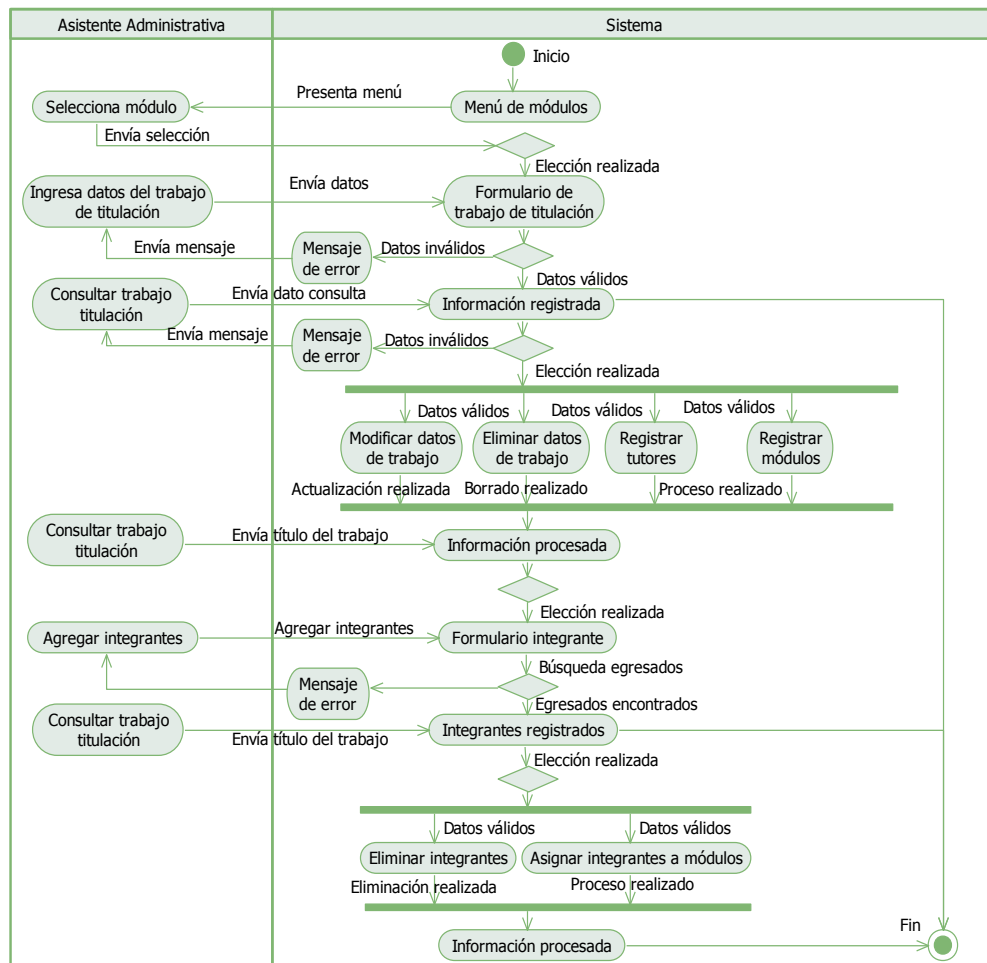 Asistente Administrativa
Sistema
Inicio
Presenta menú
Selecciona módulo
Menú de módulos
Envía selección
Elección realizada
Ingresa datos del trabajo
de titulación
Envía datos
Formulario de
trabajo de titulación
Envía mensaje
Mensaje
de error
Datos inválidos
Datos válidos
Consultar trabajo
titulación
Envía dato consulta
Información registrada
Envía mensaje
Mensaje
de error
Datos inválidos
Elección realizada
Datos válidos
Datos válidos
Datos válidos
Modificar datos
de trabajo
Eliminar datos
de trabajo
Registrar
tutores
Registrar
módulos
Actualización realizada
Borrado realizado
Proceso realizado
Consultar trabajo
titulación
Envía título del trabajo
Información procesada
Elección realizada
Agregar integrantes
Agregar integrantes
Formulario integrante
Búsqueda egresados
Mensaje
de error
Egresados encontrados
Consultar trabajo
titulación
Envía título del trabajo
Integrantes registrados
Elección realizada
Datos válidos
Datos válidos
Eliminar integrantes
Asignar integrantes a módulos
Eliminación realizada
Proceso realizado
Fin
Información procesada